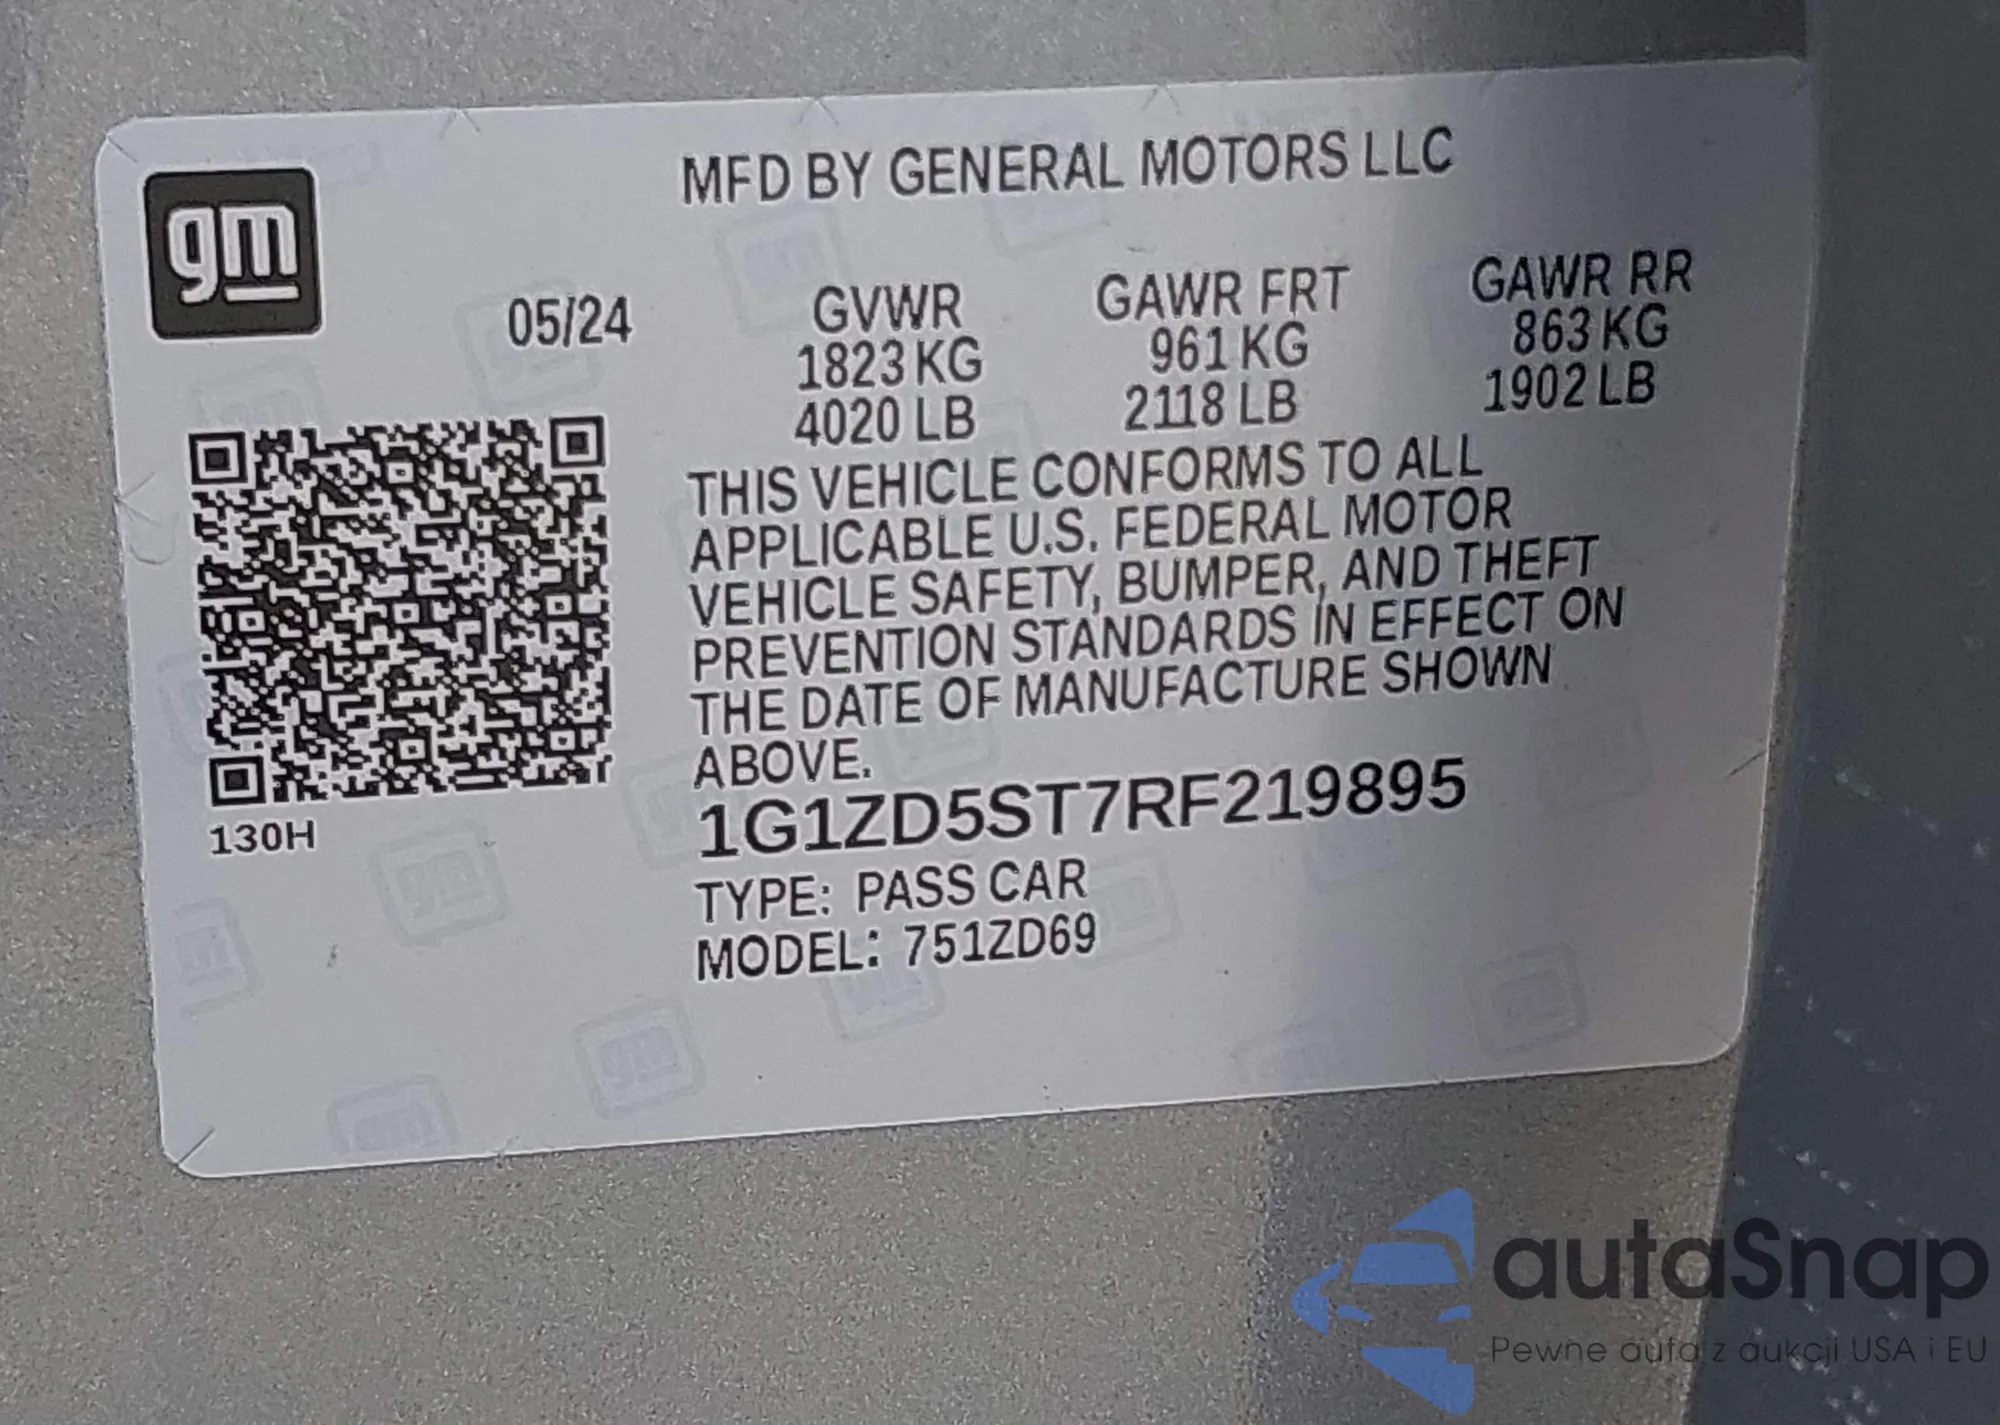 gm
MFD BY GENERAL MOTORS LLC
05/24
GVWR
1823 KG
4020 LB
GAWR FRT
961 KG
2118 LB
GAWR RR
863 KG
1902 LB
THIS VEHICLE CONFORMS TO ALL
APPLICABLE U.S. FEDERAL MOTOR
VEHICLE SAFETY, BUMPER, AND THEFT
PREVENTION STANDARDS IN EFFECT ON
THE DATE OF MANUFACTURE SHOWN
ABOVE.
1G1ZD5ST7RF219895
TYPE: PASS CAR
MODEL: 751ZD69
130H
autaSnap
Pewne auta z aukcji USA i EU